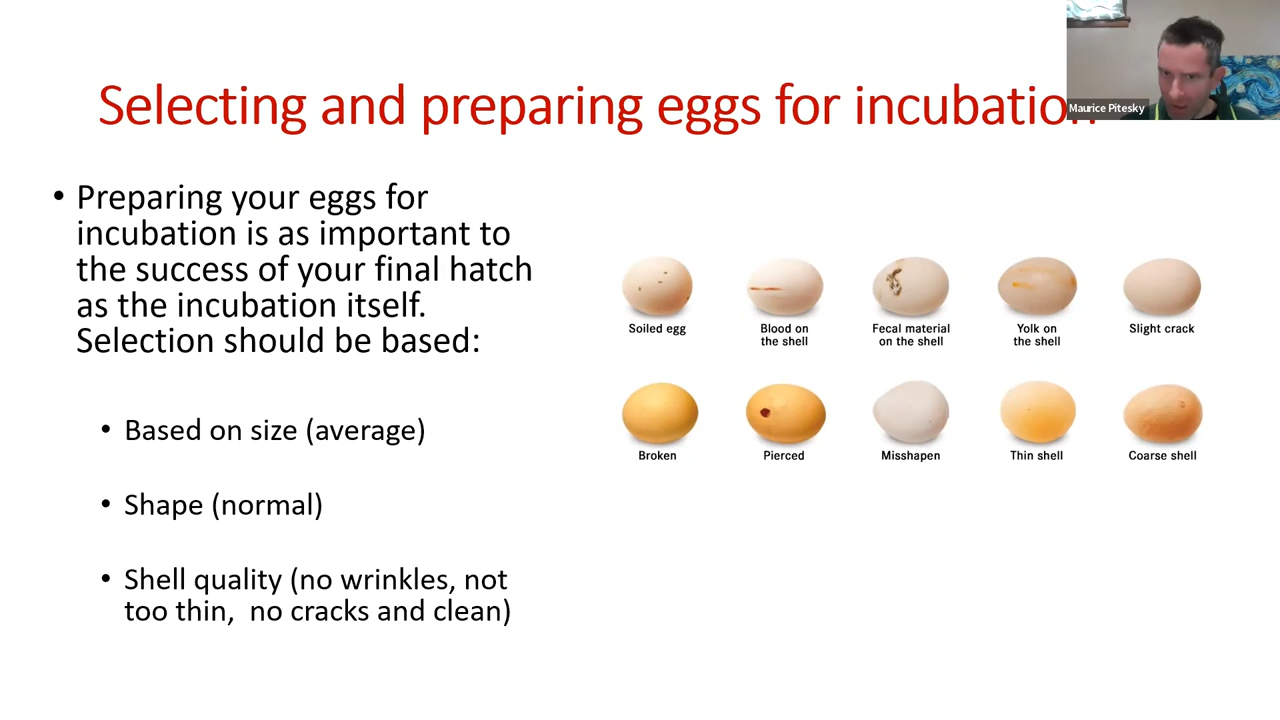 Selecting and preparing eggs for incubation
Maurice Pitesky
• Preparing your eggs for
incubation is as important to
the success of your final hatch
as the incubation itself.
Selection should be based:
• Based on size (average)
• Shape (normal)
• Shell quality (no wrinkles, not
too thin,  no cracks and clean)
Soiled egg
Blood on
the shell
Fecal material
on the shell
Yolk on
the shell
Slight crack
Broken
Pierced
Misshapen
Thin shell
Coarse shell